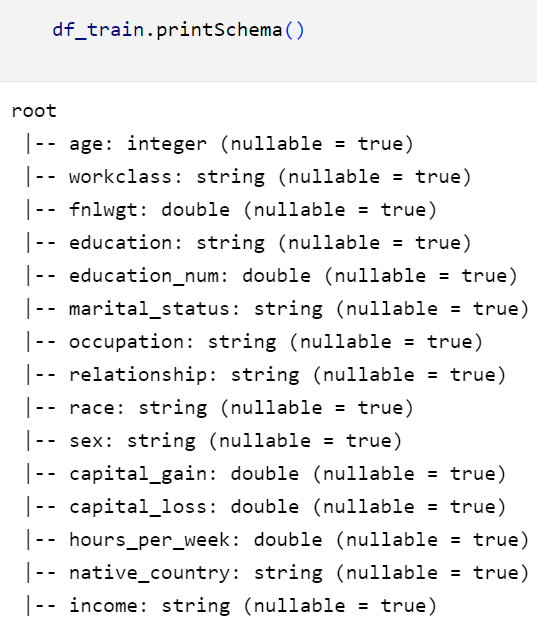 df_train.printSchema()
root
|-- age: integer (nullable = true)
|-- workclass: string (nullable = true)
|-- fnlwgt: double (nullable = true)
|-- education: string (nullable = true)
|-- education_num: double (nullable = true)
|-- marital_status: string (nullable = true)
|-- occupation: string (nullable = true)
|-- relationship: string (nullable = true)
|-- race: string (nullable = true)
|-- sex: string (nullable = true)
|-- capital_gain: double (nullable = true)
|-- capital_loss: double (nullable = true)
|-- hours_per_week: double (nullable = true)
|-- native_country: string (nullable = true)
|-- income: string (nullable = true)